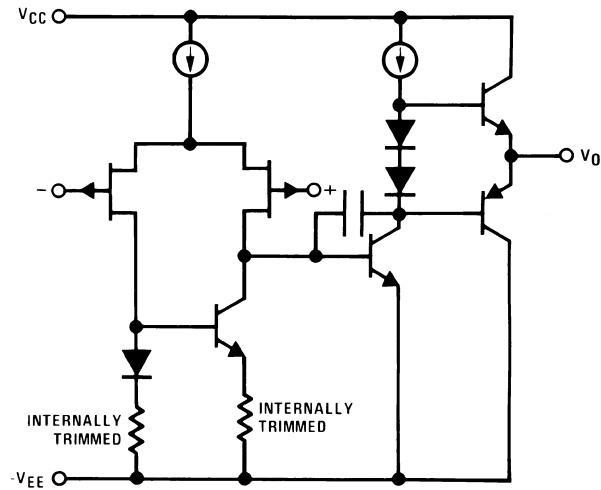 VCC
−
+
VO
INTERNALLY
TRIMMED
INTERNALLY
TRIMMED
-VEE